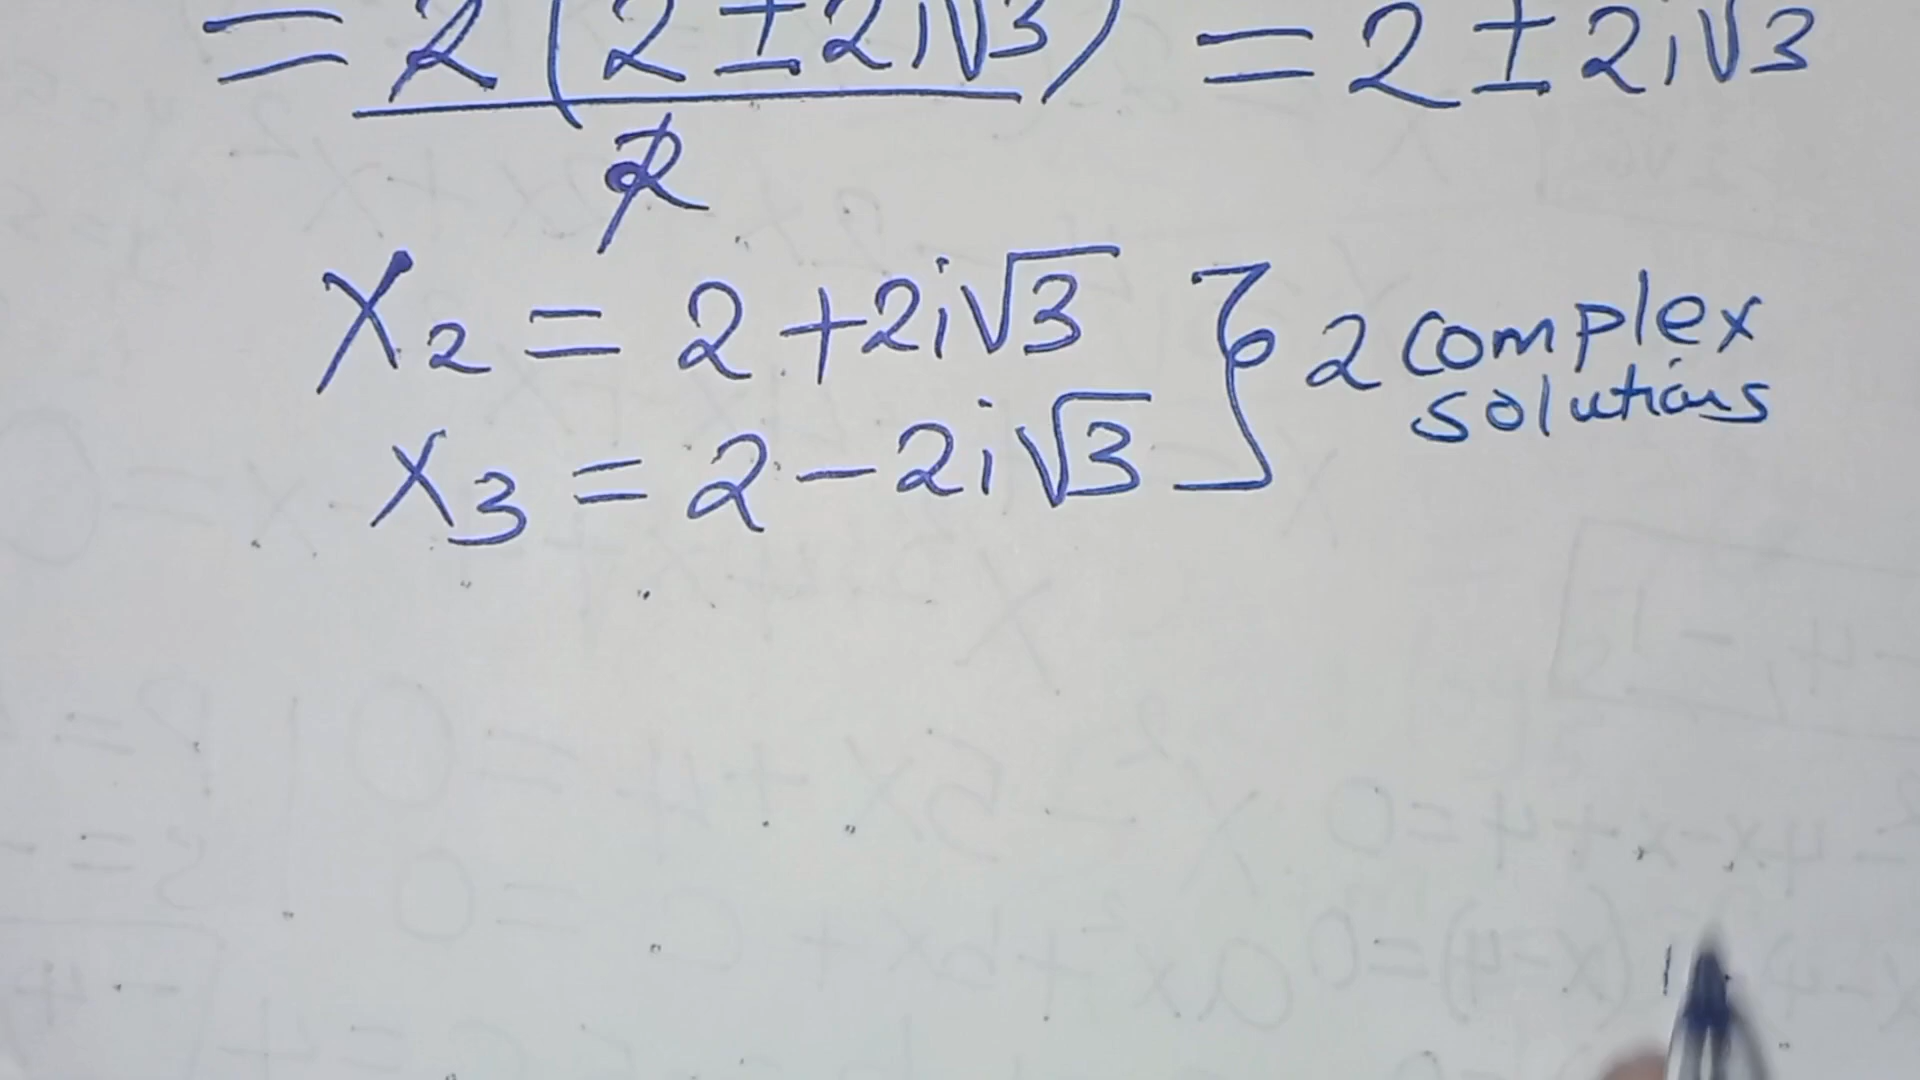 = 2(2 ± 2i√3) / 2 = 2 ± 2i√3
X₂ = 2 + 2i√3 } 2 complex solutions
X₃ = 2 - 2i√3